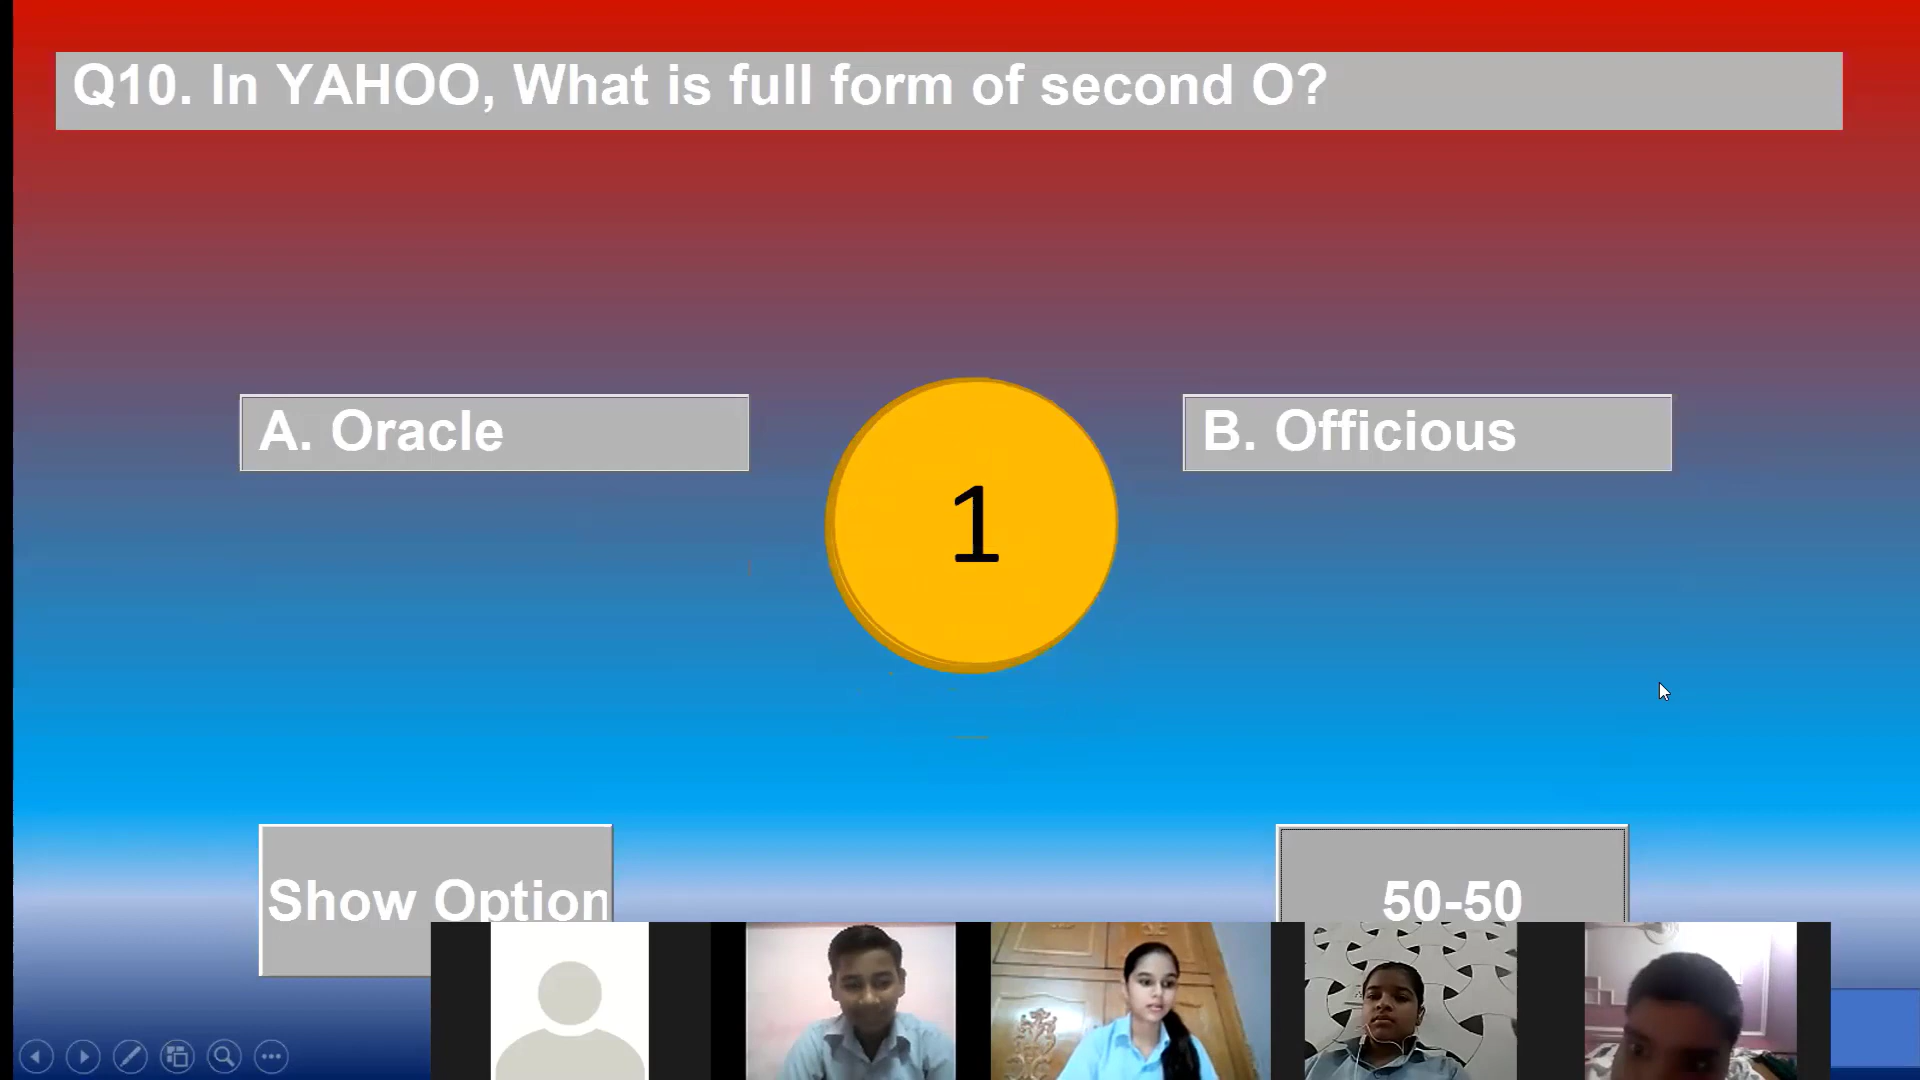 Q10. In YAHOO, What is full form of second O?
A. Oracle
B. Officious
1
Show Option
50-50